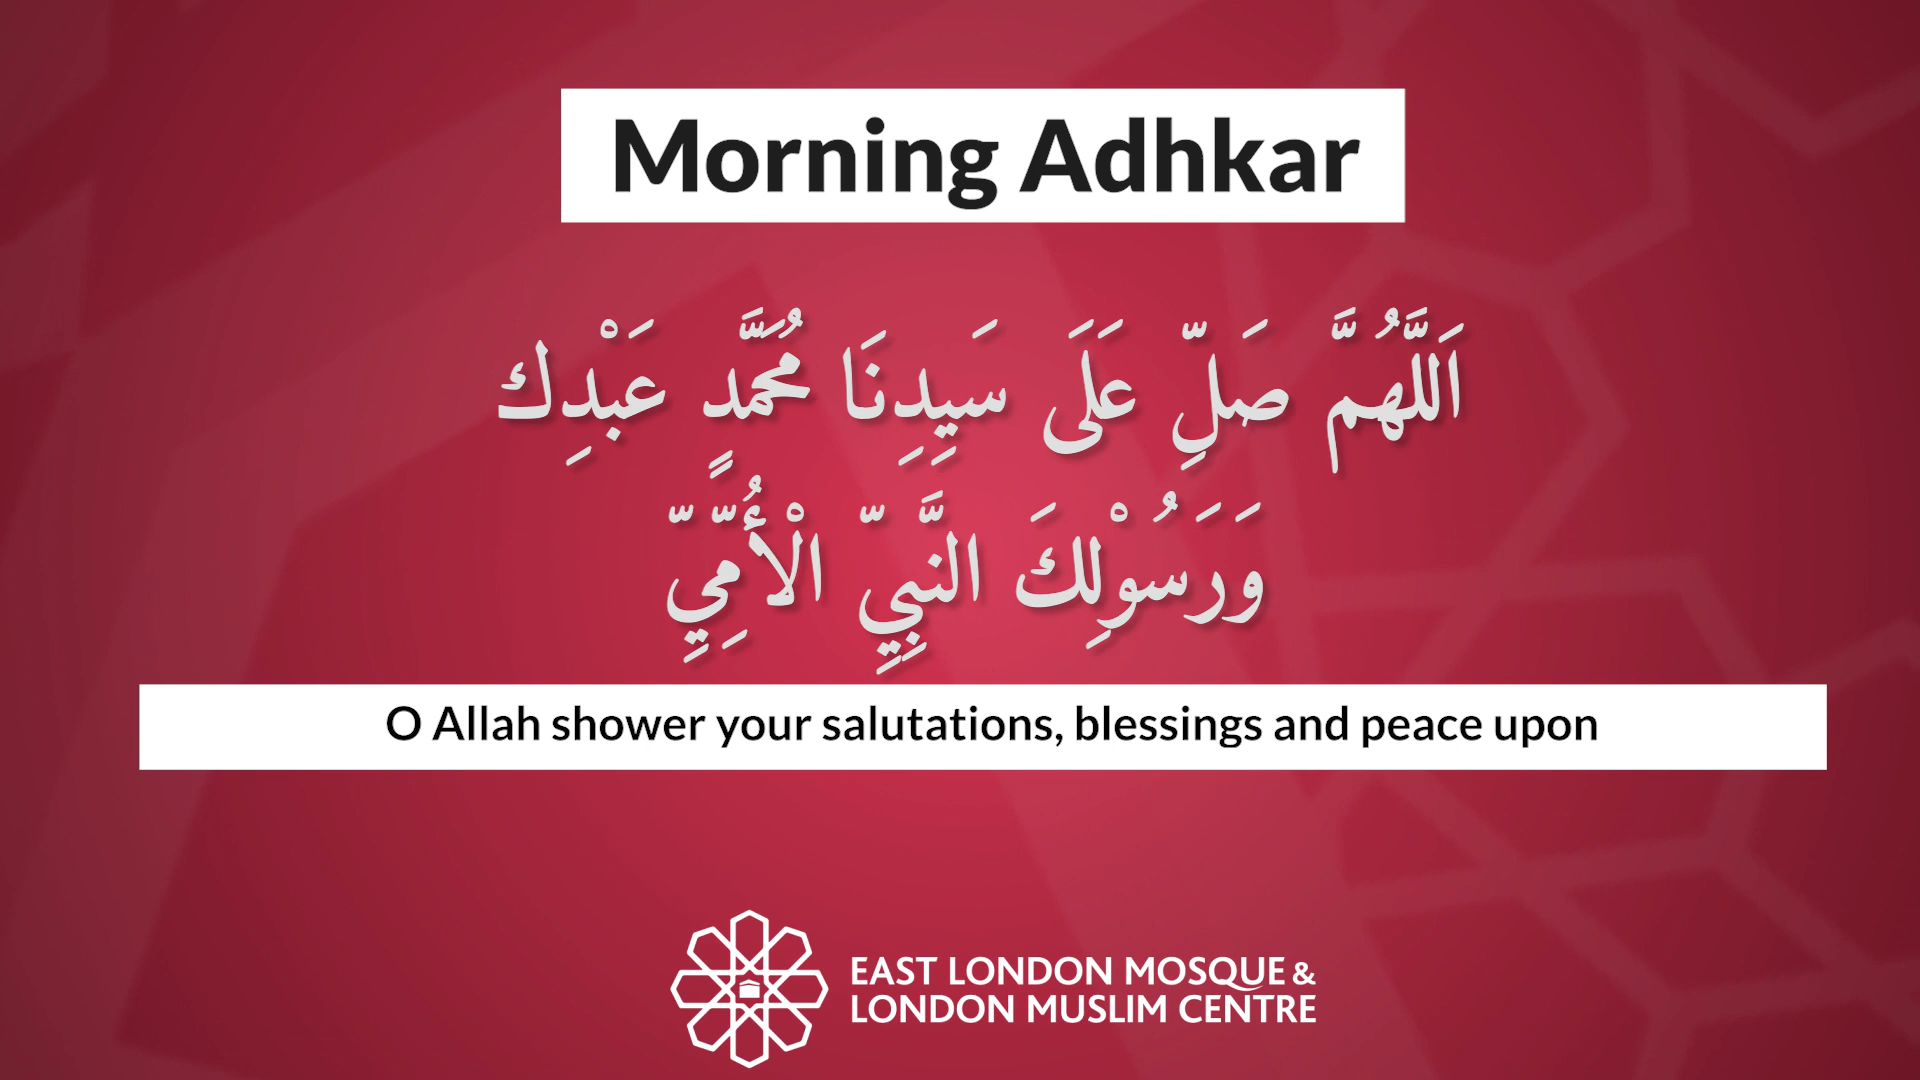 Morning Adhkar
اَللَّهُمَّ صَلِّ عَلَى سَيِدِنَا مُحَمَّدٍ عَبْدِك
وَرَسُوْلِكَ النَّبِيِّ الْأُمِّيِّ
O Allah shower your salutations, blessings and peace upon
EAST LONDON MOSQUE &
LONDON MUSLIM CENTRE